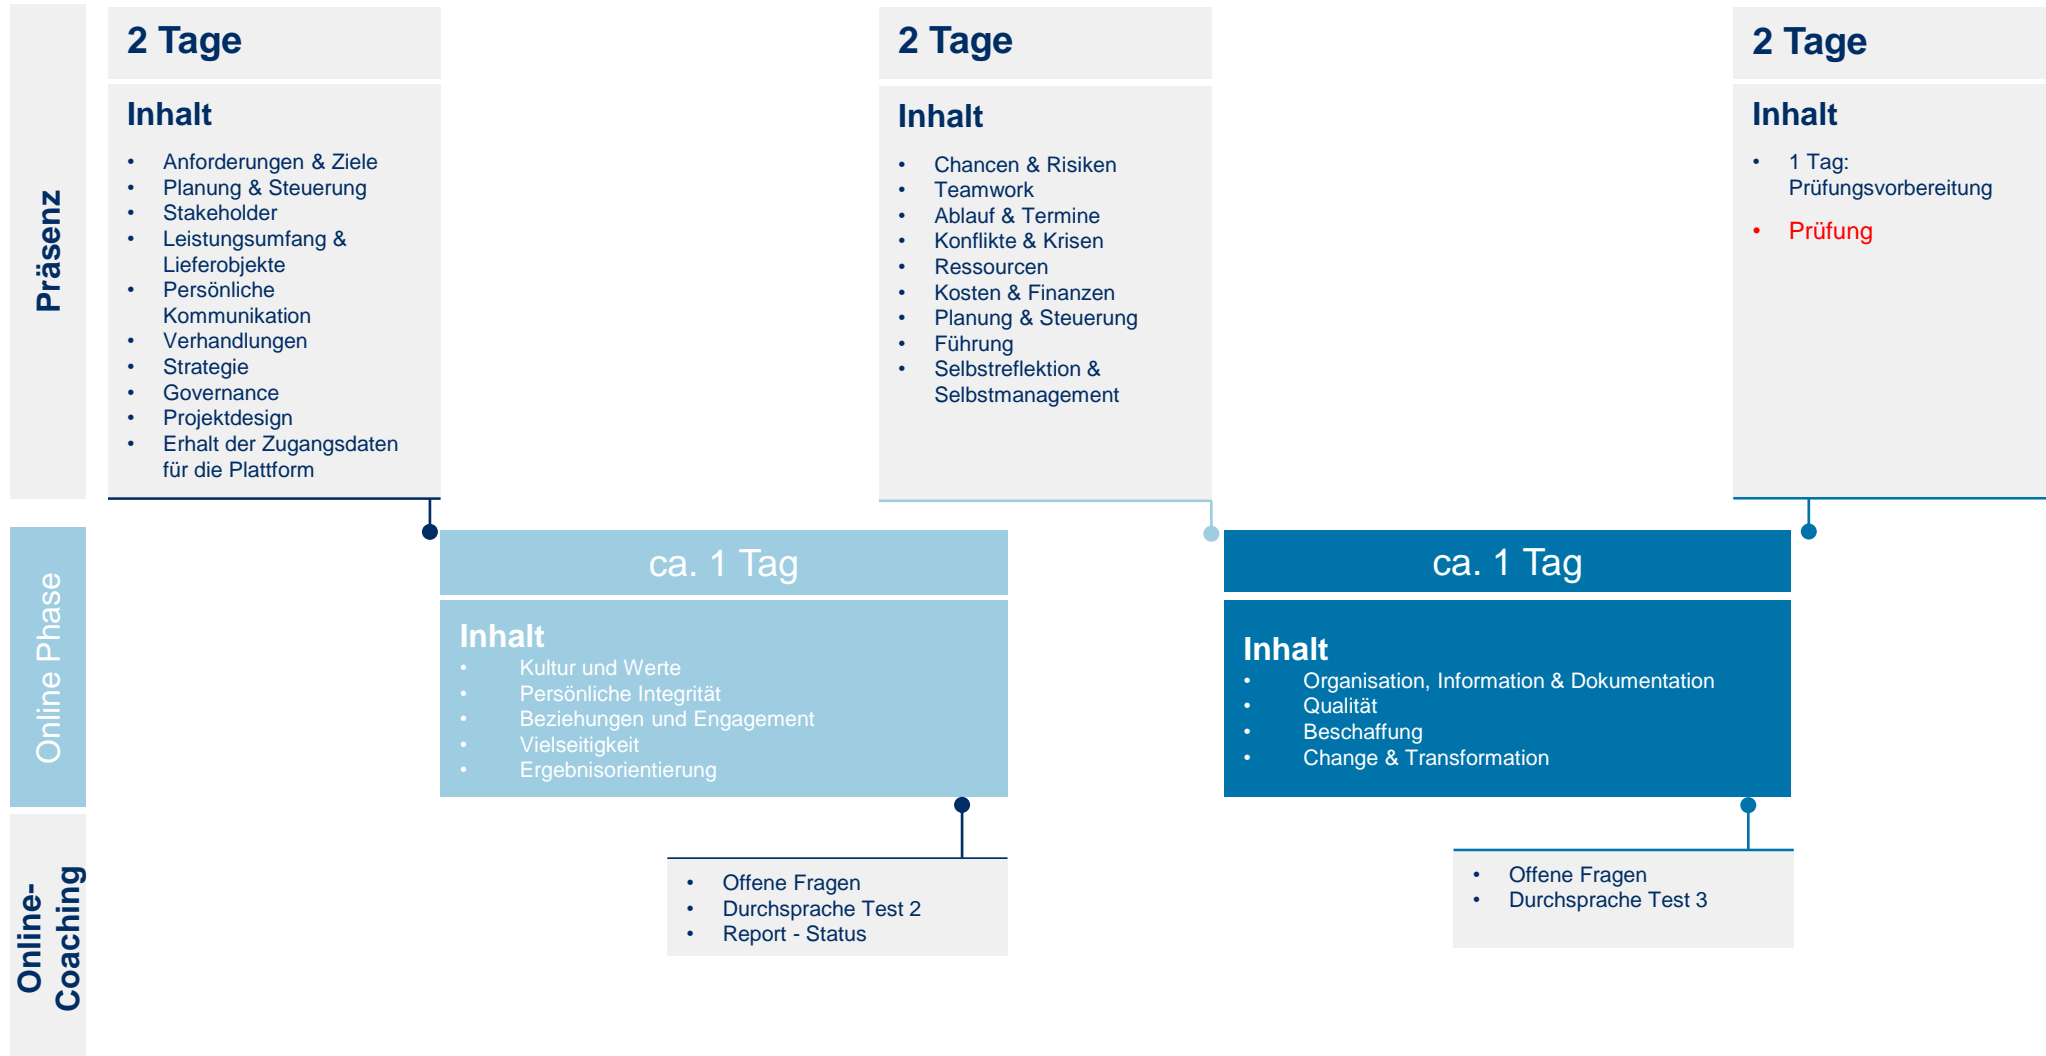 Präsenz
2 Tage
Inhalt
• Anforderungen & Ziele
• Planung & Steuerung
• Stakeholder
• Leistungsumfang &
Lieferobjekte
• Persönliche
Kommunikation
• Verhandlungen
• Strategie
• Governance
• Projektdesign
• Erhalt der Zugangsdaten
für die Plattform
2 Tage
Inhalt
• Chancen & Risiken
• Teamwork
• Ablauf & Termine
• Konflikte & Krisen
• Ressourcen
• Kosten & Finanzen
• Planung & Steuerung
• Führung
• Selbstreflektion &
Selbstmanagement
2 Tage
Inhalt
• 1 Tag:
Prüfungsvorbereitung
• Prüfung
Online Phase
ca. 1 Tag
Inhalt
• Kultur und Werte
• Persönliche Integrität
• Beziehungen und Engagement
• Vielseitigkeit
• Ergebnisorientierung
ca. 1 Tag
Inhalt
• Organisation, Information & Dokumentation
• Qualität
• Beschaffung
• Change & Transformation
Online-
Coaching
• Offene Fragen
• Durchsprache Test 2
• Report - Status
• Offene Fragen
• Durchsprache Test 3